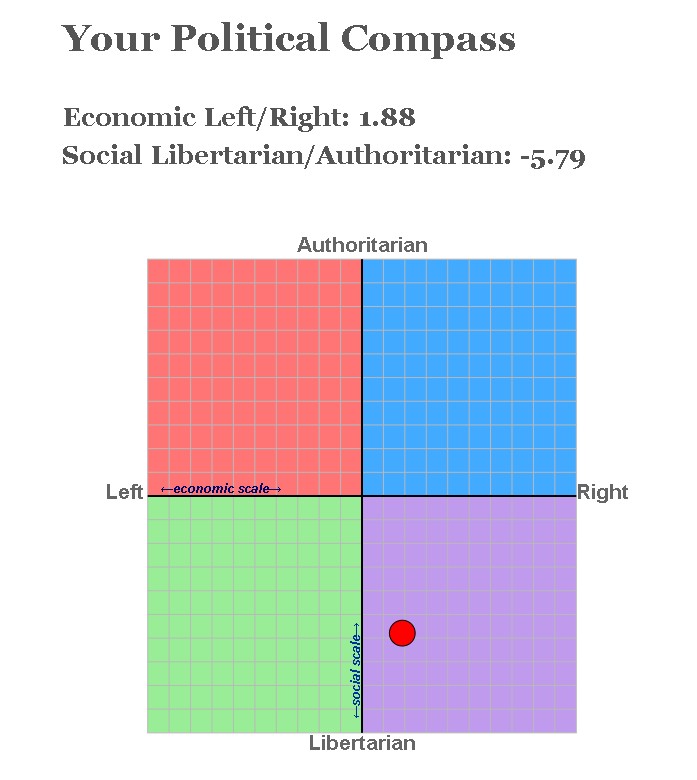 Your Political Compass
Economic Left/Right: 1.88
Social Libertarian/Authoritarian: -5.79
Authoritarian
←economic scale→
Left
Right
←social scale→
Libertarian